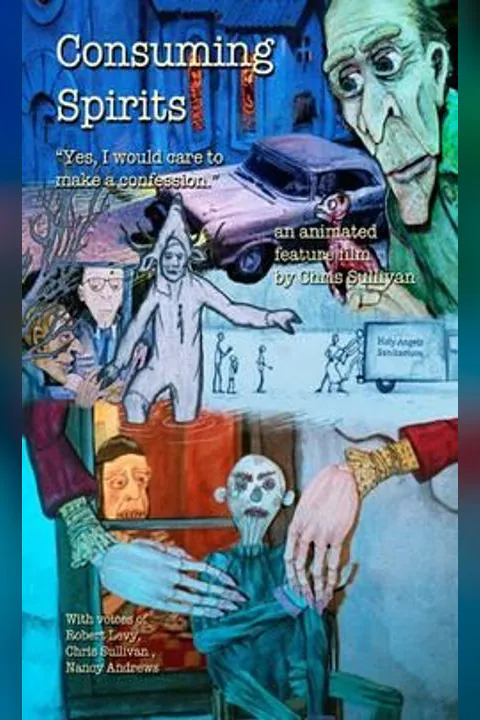 Consuming
Spirits
"Yes, I would care to
make a confession."
an animated
feature film
by Chris Sullivan
Holy Angels
Sanitarium
With voices of
Robert Levy,
Chris Sullivan,
Nancy Andrews